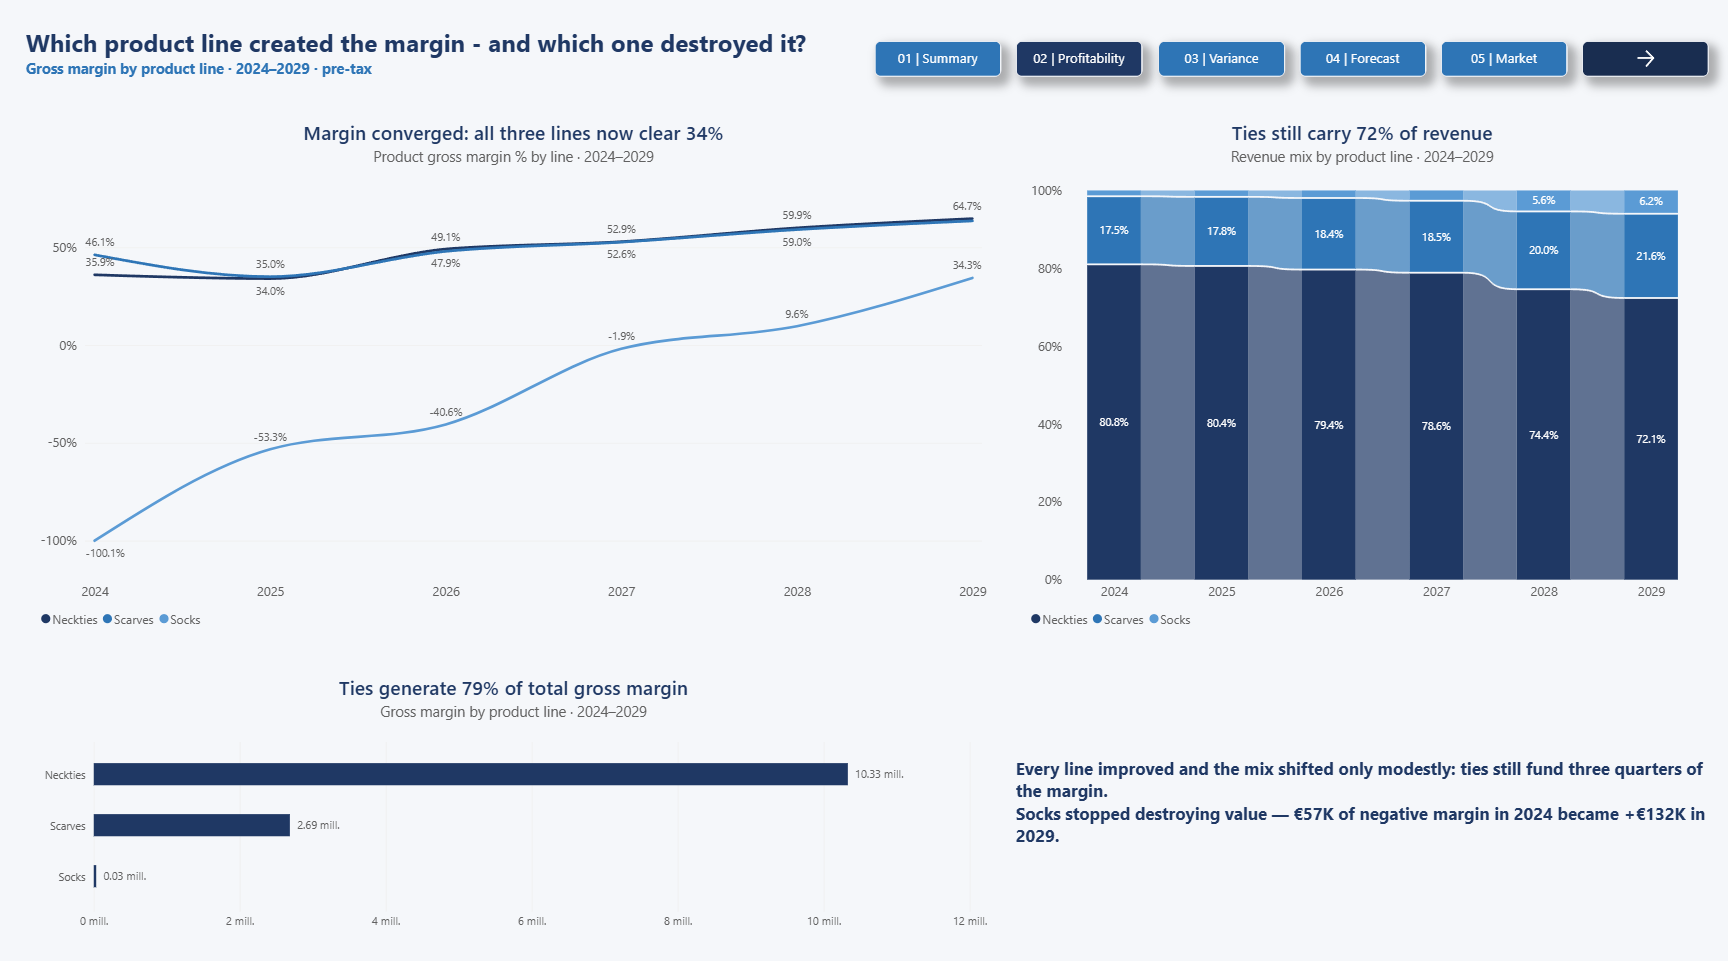 Which product line created the margin - and which one destroyed it?
Gross margin by product line · 2024–2029 · pre-tax
01 | Summary
02 | Profitability
03 | Variance
04 | Forecast
05 | Market
Margin converged: all three lines now clear 34%
Product gross margin % by line · 2024–2029
50%
0%
-50%
-100%
46.1%
35.9%
35.0%
34.0%
49.1%
47.9%
52.9%
52.6%
59.9%
59.0%
64.7%
34.3%
9.6%
-1.9%
-40.6%
-53.3%
-100.1%
2024
2025
2026
2027
2028
2029
Neckties
Scarves
Socks
Ties still carry 72% of revenue
Revenue mix by product line · 2024–2029
100%
80%
60%
40%
20%
0%
5.6%
6.2%
17.5%
17.8%
18.4%
18.5%
20.0%
21.6%
80.8%
80.4%
79.4%
78.6%
74.4%
72.1%
2024
2025
2026
2027
2028
2029
Neckties
Scarves
Socks
Ties generate 79% of total gross margin
Gross margin by product line · 2024–2029
Neckties
10.33 mill.
Scarves
2.69 mill.
Socks
0.03 mill.
0 mill.
2 mill.
4 mill.
6 mill.
8 mill.
10 mill.
12 mill.
Every line improved and the mix shifted only modestly: ties still fund three quarters of
the margin.
Socks stopped destroying value — €57K of negative margin in 2024 became +€132K in
2029.